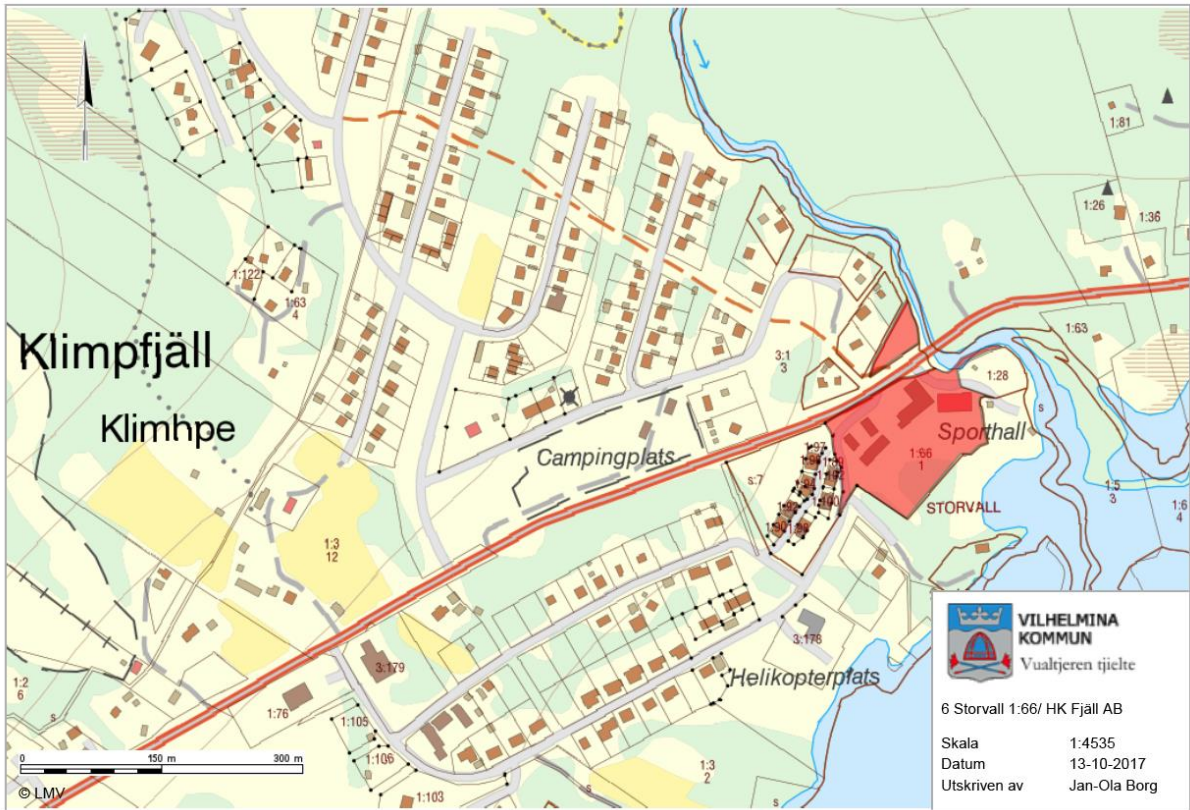 1:81
1:26
1:36
1:122
1:63
4
Klimpfjäll
Klimhpe
1:63
3:1
3
1:28
s
Sporthall
Campingplats
s:7
1:66
1
STORVALL
1:5
3
1:6
4
1:3
12
3:178
3:179
Helikopterplats
1:2
6
s
1:76
1:105
1:106
1:103
1:3
2
s
0 150 m 300 m
© LMV
VILHELMINA
KOMMUN
Vualtjeren tjïelte
6 Storvall 1:66/ HK Fjäll AB
Skala 1:4535
Datum 13-10-2017
Utskriven av Jan-Ola Borg